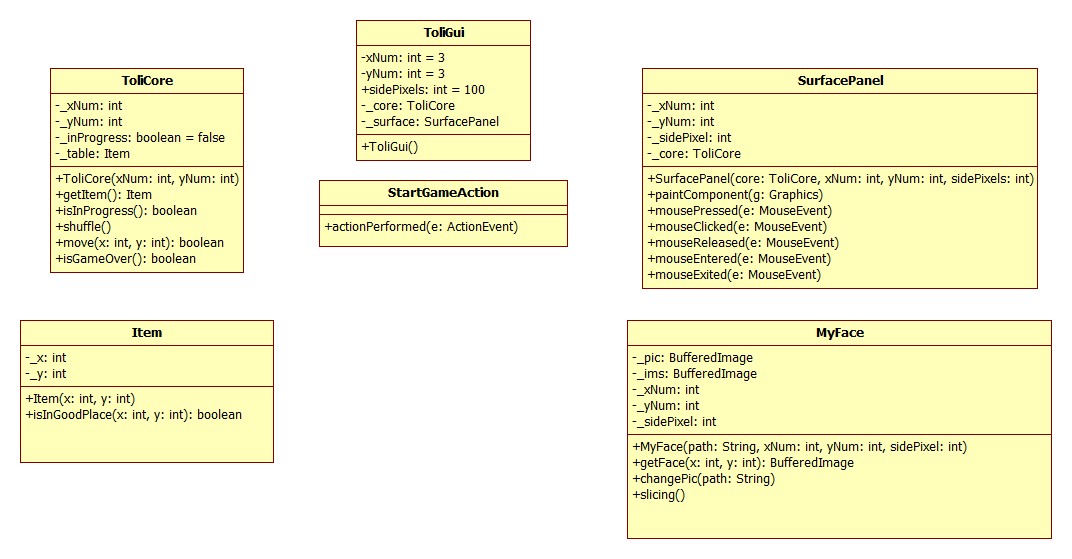 ToliCore
-_xNum: int
-_yNum: int
-_inProgress: boolean = false
-_table: Item
+ToliCore(xNum: int, yNum: int)
+getItem(): Item
+isInProgress(): boolean
+shuffle()
+move(x: int, y: int): boolean
+isGameOver(): boolean
ToliGui
-xNum: int = 3
-yNum: int = 3
+sidePixels: int = 100
-_core: ToliCore
-_surface: SurfacePanel
+ToliGui()
StartGameAction
+actionPerformed(e: ActionEvent)
SurfacePanel
-_xNum: int
-_yNum: int
-_sidePixel: int
-_core: ToliCore
+SurfacePanel(core: ToliCore, xNum: int, yNum: int, sidePixels: int)
+paintComponent(g: Graphics)
+mousePressed(e: MouseEvent)
+mouseClicked(e: MouseEvent)
+mouseReleased(e: MouseEvent)
+mouseEntered(e: MouseEvent)
+mouseExited(e: MouseEvent)
Item
-_x: int
-_y: int
+Item(x: int, y: int)
+isInGoodPlace(x: int, y: int): boolean
MyFace
-_pic: BufferedImage
-_ims: BufferedImage
-_xNum: int
-_yNum: int
-_sidePixel: int
+MyFace(path: String, xNum: int, yNum: int, sidePixel: int)
+getFace(x: int, y: int): BufferedImage
+changePic(path: String)
+slicing()